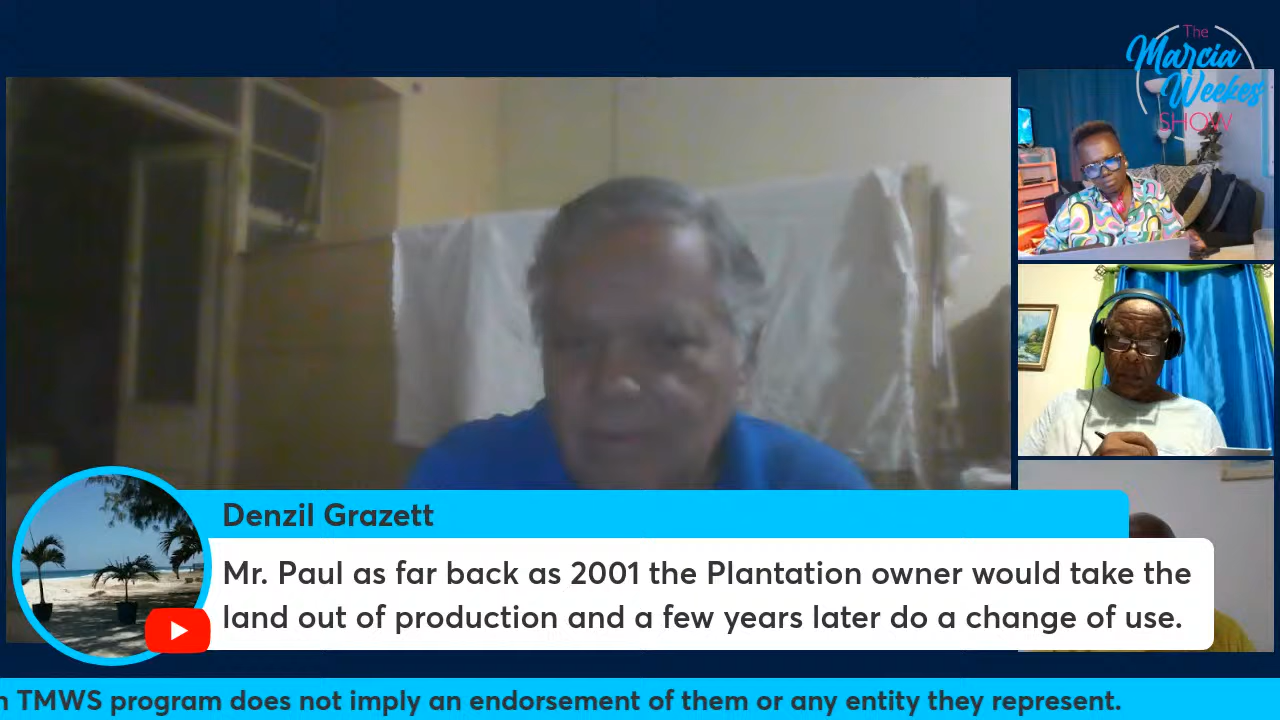 The
Marcia
Weekes
SHOW
Denzil Grazett
Mr. Paul as far back as 2001 the Plantation owner would take the
land out of production and a few years later do a change of use.
n TMWS program does not imply an endorsement of them or any entity they represent.